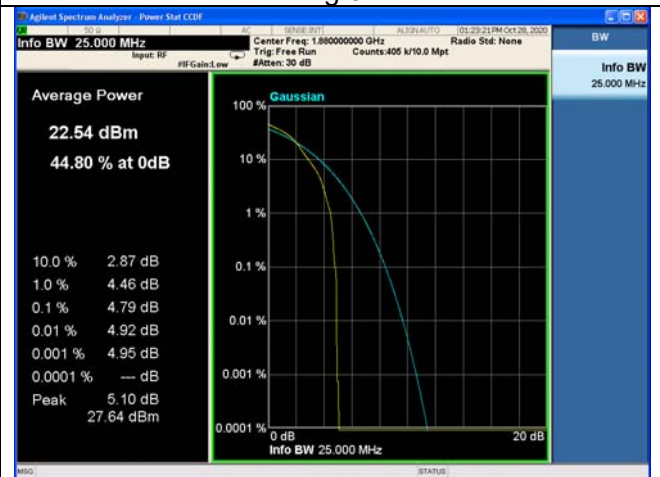 Agilent Spectrum Analyzer - Power Stat CCDF
50 Ω AC SENSE:INT ALIGN AUTO 01:23:21 PM Oct 28, 2020
Info BW 25.000 MHz
Input: RF
#IFGain:Low
Center Freq: 1.880000000 GHz
Radio Std: None
Trig: Free Run Counts:405 k/10.0 Mpt
#Atten: 30 dB
BW
Info BW
25.000 MHz
Average Power
22.54 dBm
44.80 % at 0dB
10.0 % 2.87 dB
1.0 % 4.46 dB
0.1 % 4.79 dB
0.01 % 4.92 dB
0.001 % 4.95 dB
0.0001 % --- dB
Peak 5.10 dB
27.64 dBm
Gaussian
100 %
10 %
1 %
0.1 %
0.01 %
0.001 %
0.0001 %
0 dB 20 dB
Info BW 25.000 MHz
MSG STATUS